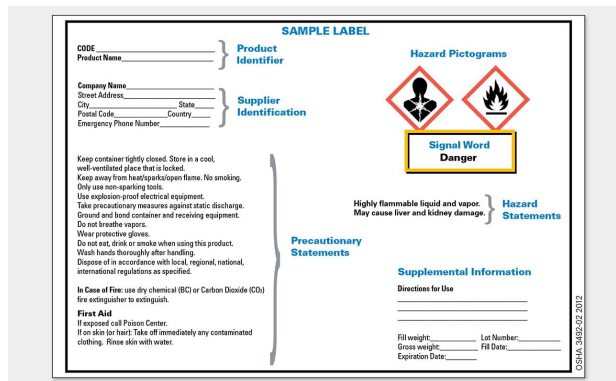 SAMPLE LABEL
CODE
Product Name
Product
Identifier
Company Name
Street Address
City State
Postal Code Country
Emergency Phone Number
Supplier
Identification
Keep container tightly closed. Store in a cool,
well-ventilated place that is locked.
Keep away from heat/sparks/open flame. No smoking.
Only use non-sparking tools.
Use explosion-proof electrical equipment.
Take precautionary measures against static discharge.
Ground and bond container and receiving equipment.
Do not breathe vapors.
Wear protective gloves.
Do not eat, drink or smoke when using this product.
Wash hands thoroughly after handling.
Dispose of in accordance with local, regional, national,
international regulations as specified.
In Case of Fire: use dry chemical (BC) or Carbon Dioxide (CO₂)
fire extinguisher to extinguish.
First Aid
If exposed call Poison Center.
If on skin (or hair): Take off immediately any contaminated
clothing. Rinse skin with water.
Precautionary
Statements
Hazard Pictograms
Signal Word
Danger
Highly flammable liquid and vapor.
May cause liver and kidney damage.
Hazard
Statements
Supplemental Information
Directions for Use
Fill weight: Lot Number:
Gross weight: Fill Date:
Expiration Date:
OSHA 3492-02 2012